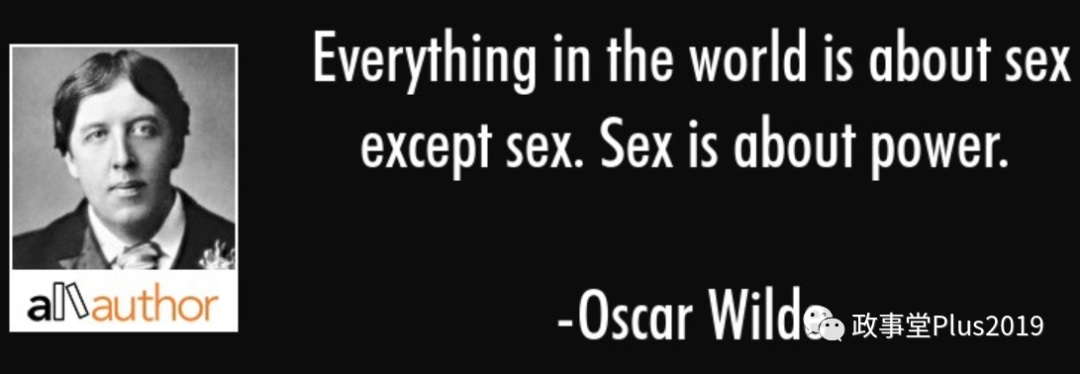 Everything in the world is about sex
except sex. Sex is about power.
-Oscar Wilde
allauthor
政事堂Plus2019